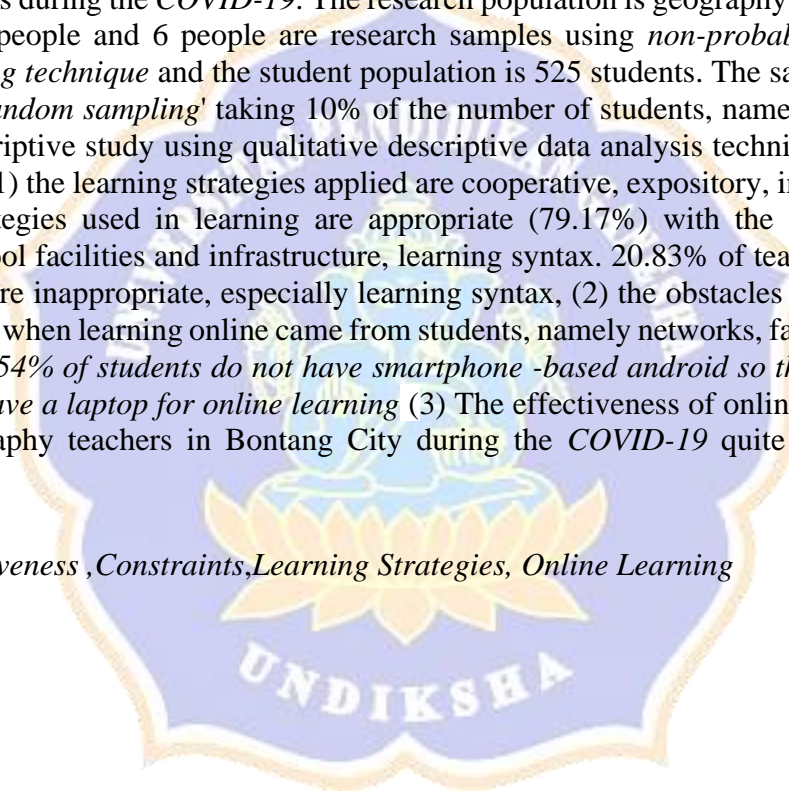 s during the COVID-19. The research population is geography
people and 6 people are research samples using non-probab
g technique and the student population is 525 students. The sa
ndom sampling' taking 10% of the number of students, name
riptive study using qualitative descriptive data analysis techni
1) the learning strategies applied are cooperative, expository, i
tegies used in learning are appropriate (79.17%) with the
ol facilities and infrastructure, learning syntax. 20.83% of tea
re inappropriate, especially learning syntax, (2) the obstacles
when learning online came from students, namely networks, fa
54% of students do not have smartphone -based android so th
ave a laptop for online learning (3) The effectiveness of onlin
aphy teachers in Bontang City during the COVID-19 quite
veness ,Constraints,Learning Strategies, Online Learning
UNDIKSHA